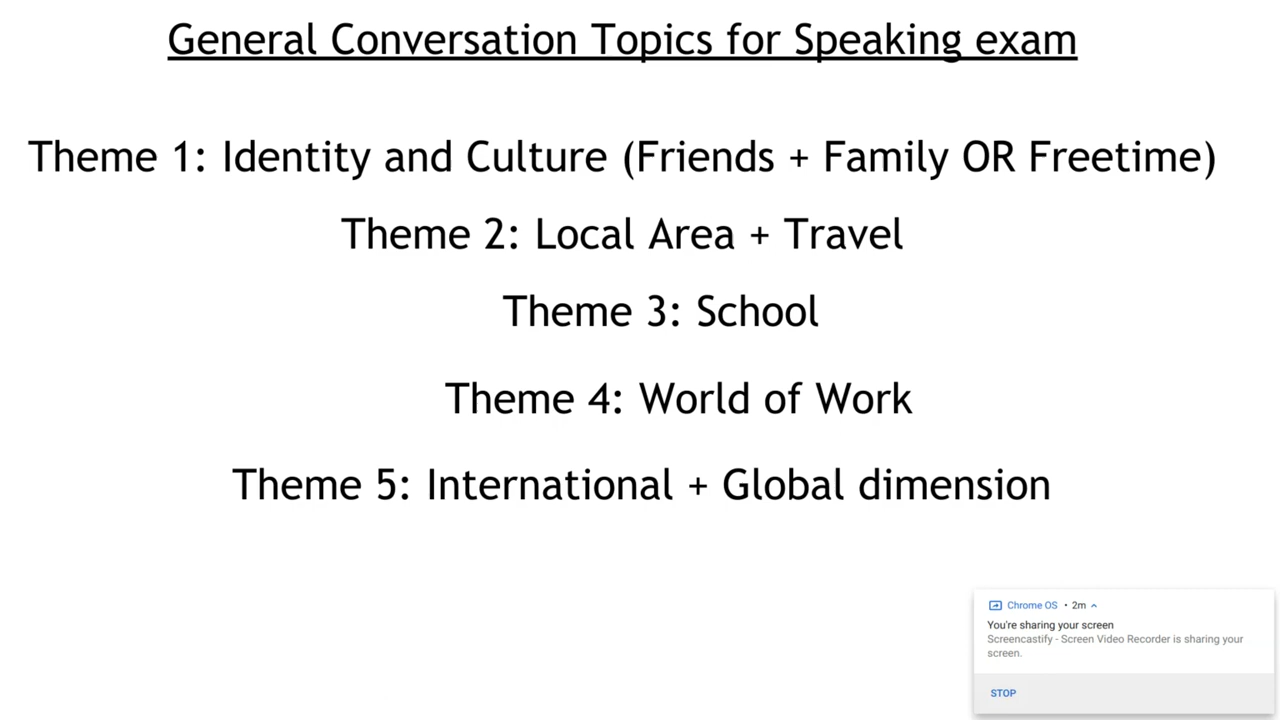 General Conversation Topics for Speaking exam
Theme 1: Identity and Culture (Friends + Family OR Freetime)
Theme 2: Local Area + Travel
Theme 3: School
Theme 4: World of Work
Theme 5: International + Global dimension
Chrome OS • 2m
You're sharing your screen
Screencastify - Screen Video Recorder is sharing your
screen.
STOP